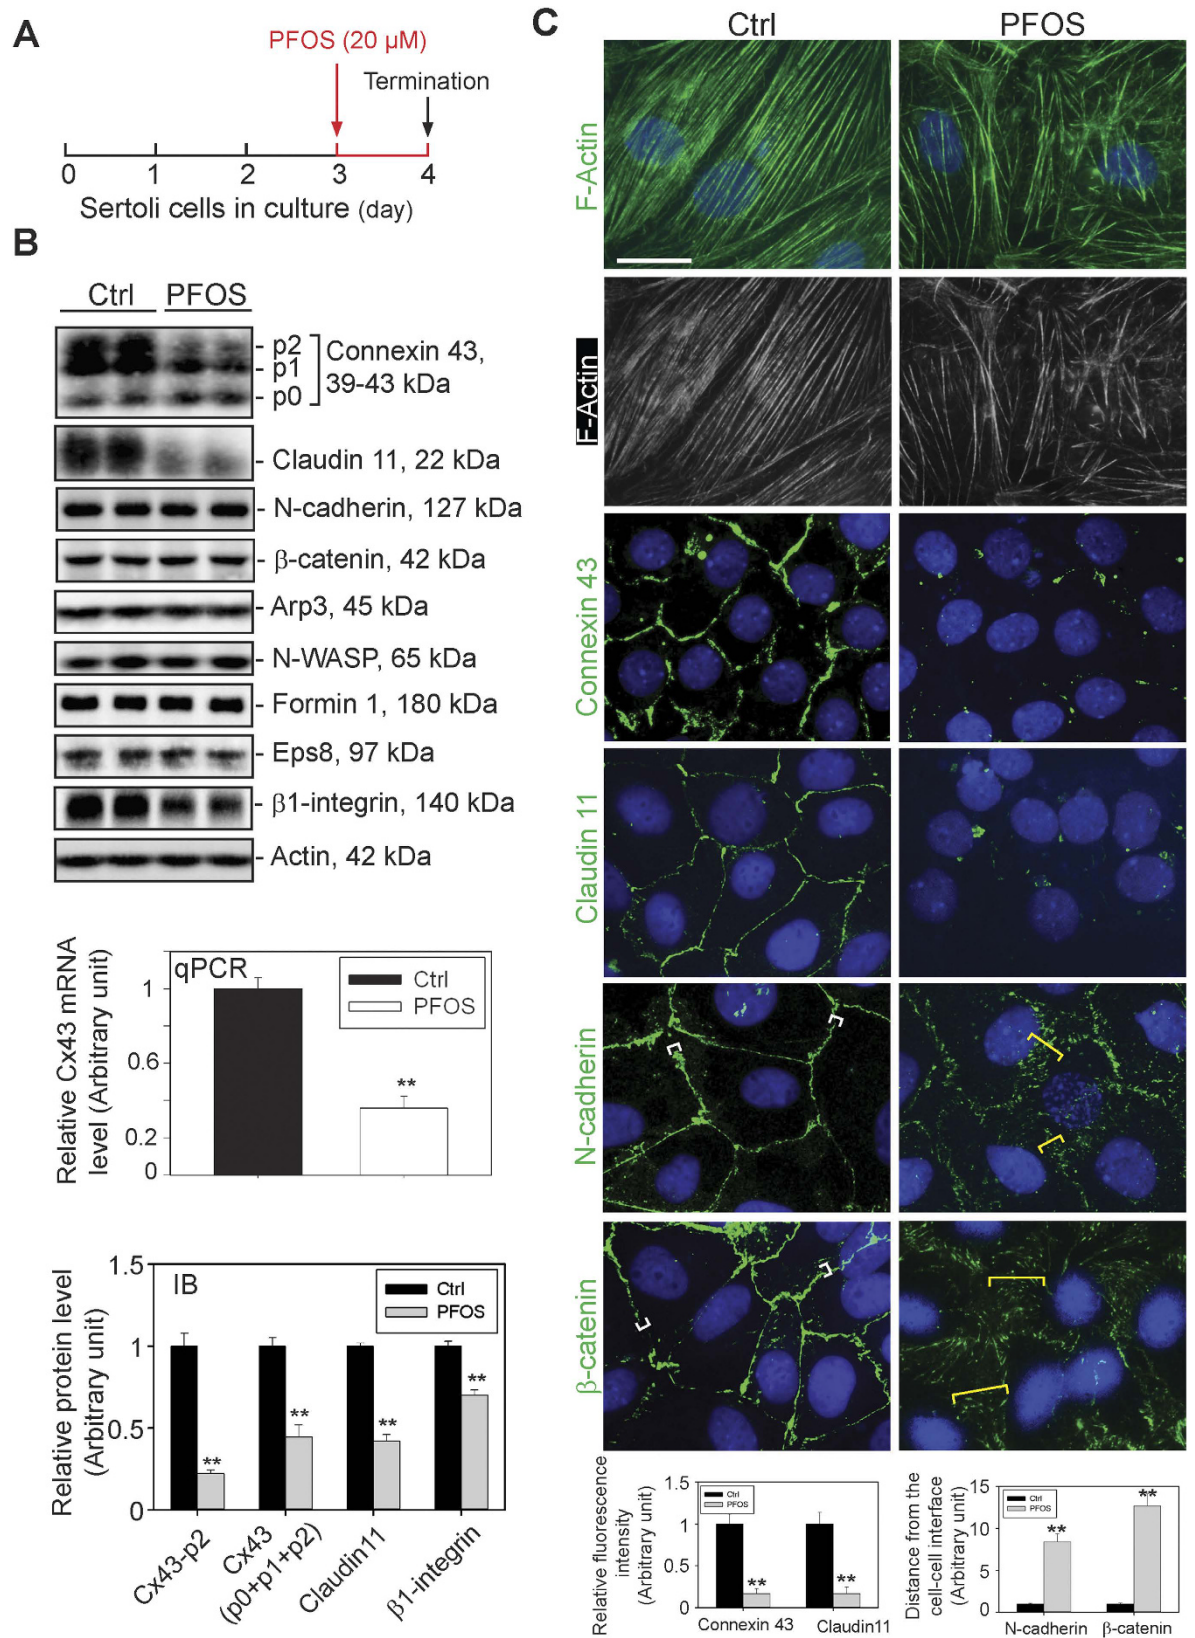 A
PFOS (20 µM)
Termination
0 1 2 3 4
Sertoli cells in culture (day)
B
Ctrl PFOS
p2
p1
p0
Connexin 43,
39-43 kDa
Claudin 11, 22 kDa
N-cadherin, 127 kDa
β-catenin, 42 kDa
Arp3, 45 kDa
N-WASP, 65 kDa
Formin 1, 180 kDa
Eps8, 97 kDa
β1-integrin, 140 kDa
Actin, 42 kDa
Relative Cx43 mRNA
level (Arbitrary unit)
qPCR
Ctrl
PFOS
1
0.6
0.2
0
**
Relative protein level
(Arbitrary unit)
IB
Ctrl
PFOS
1.5
1
0.5
0
**
**
**
**
Cx43-p2
Cx43
(p0+p1+p2)
Claudin11
β1-integrin
C
Ctrl PFOS
F-Actin
F-Actin
Connexin 43
Claudin 11
N-cadherin
β-catenin
Relative fluorescence
intensity
(Arbitrary unit)
Ctrl
PFOS
1.5
1
0.5
0
**
**
Connexin 43 Claudin11
Distance from the
cell-cell interface
(Arbitrary unit)
Ctrl
PFOS
15
10
5
0
**
**
N-cadherin β-catenin